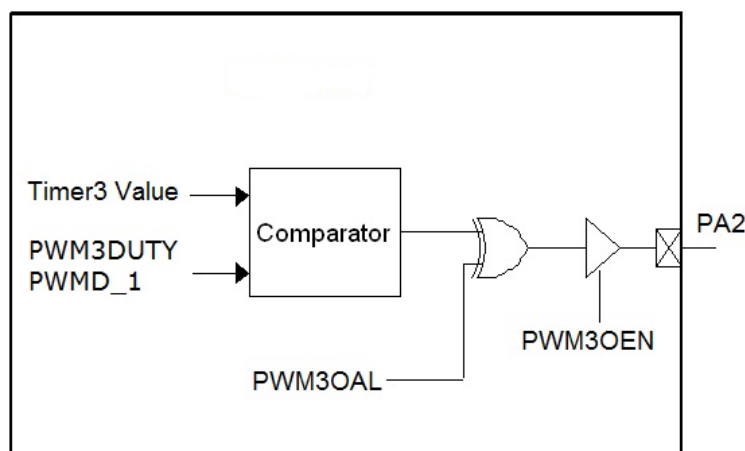 Timer3 Value
PWM3DUTY
PWMD_1
Comparator
PA2
PWM3OEN
PWM3OAL